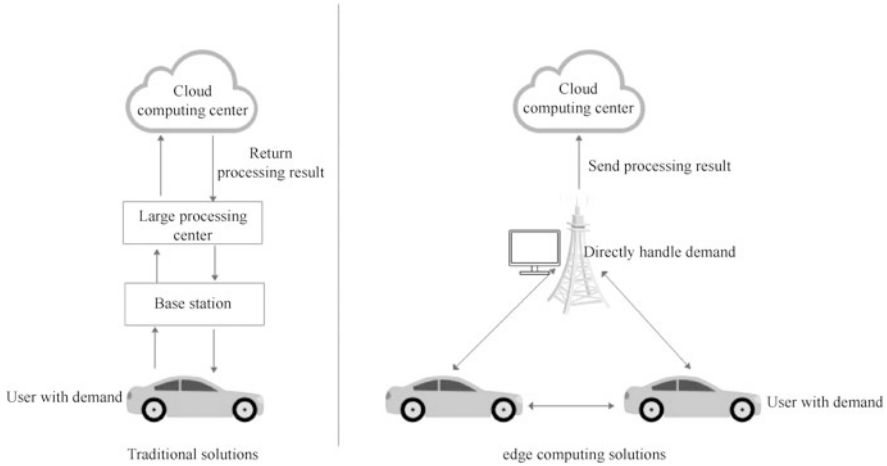 Cloud
computing center
Return
processing result
Large processing
center
Base station
User with demand
Traditional solutions
Cloud
computing center
Send processing result
Directly handle demand
User with demand
edge computing solutions